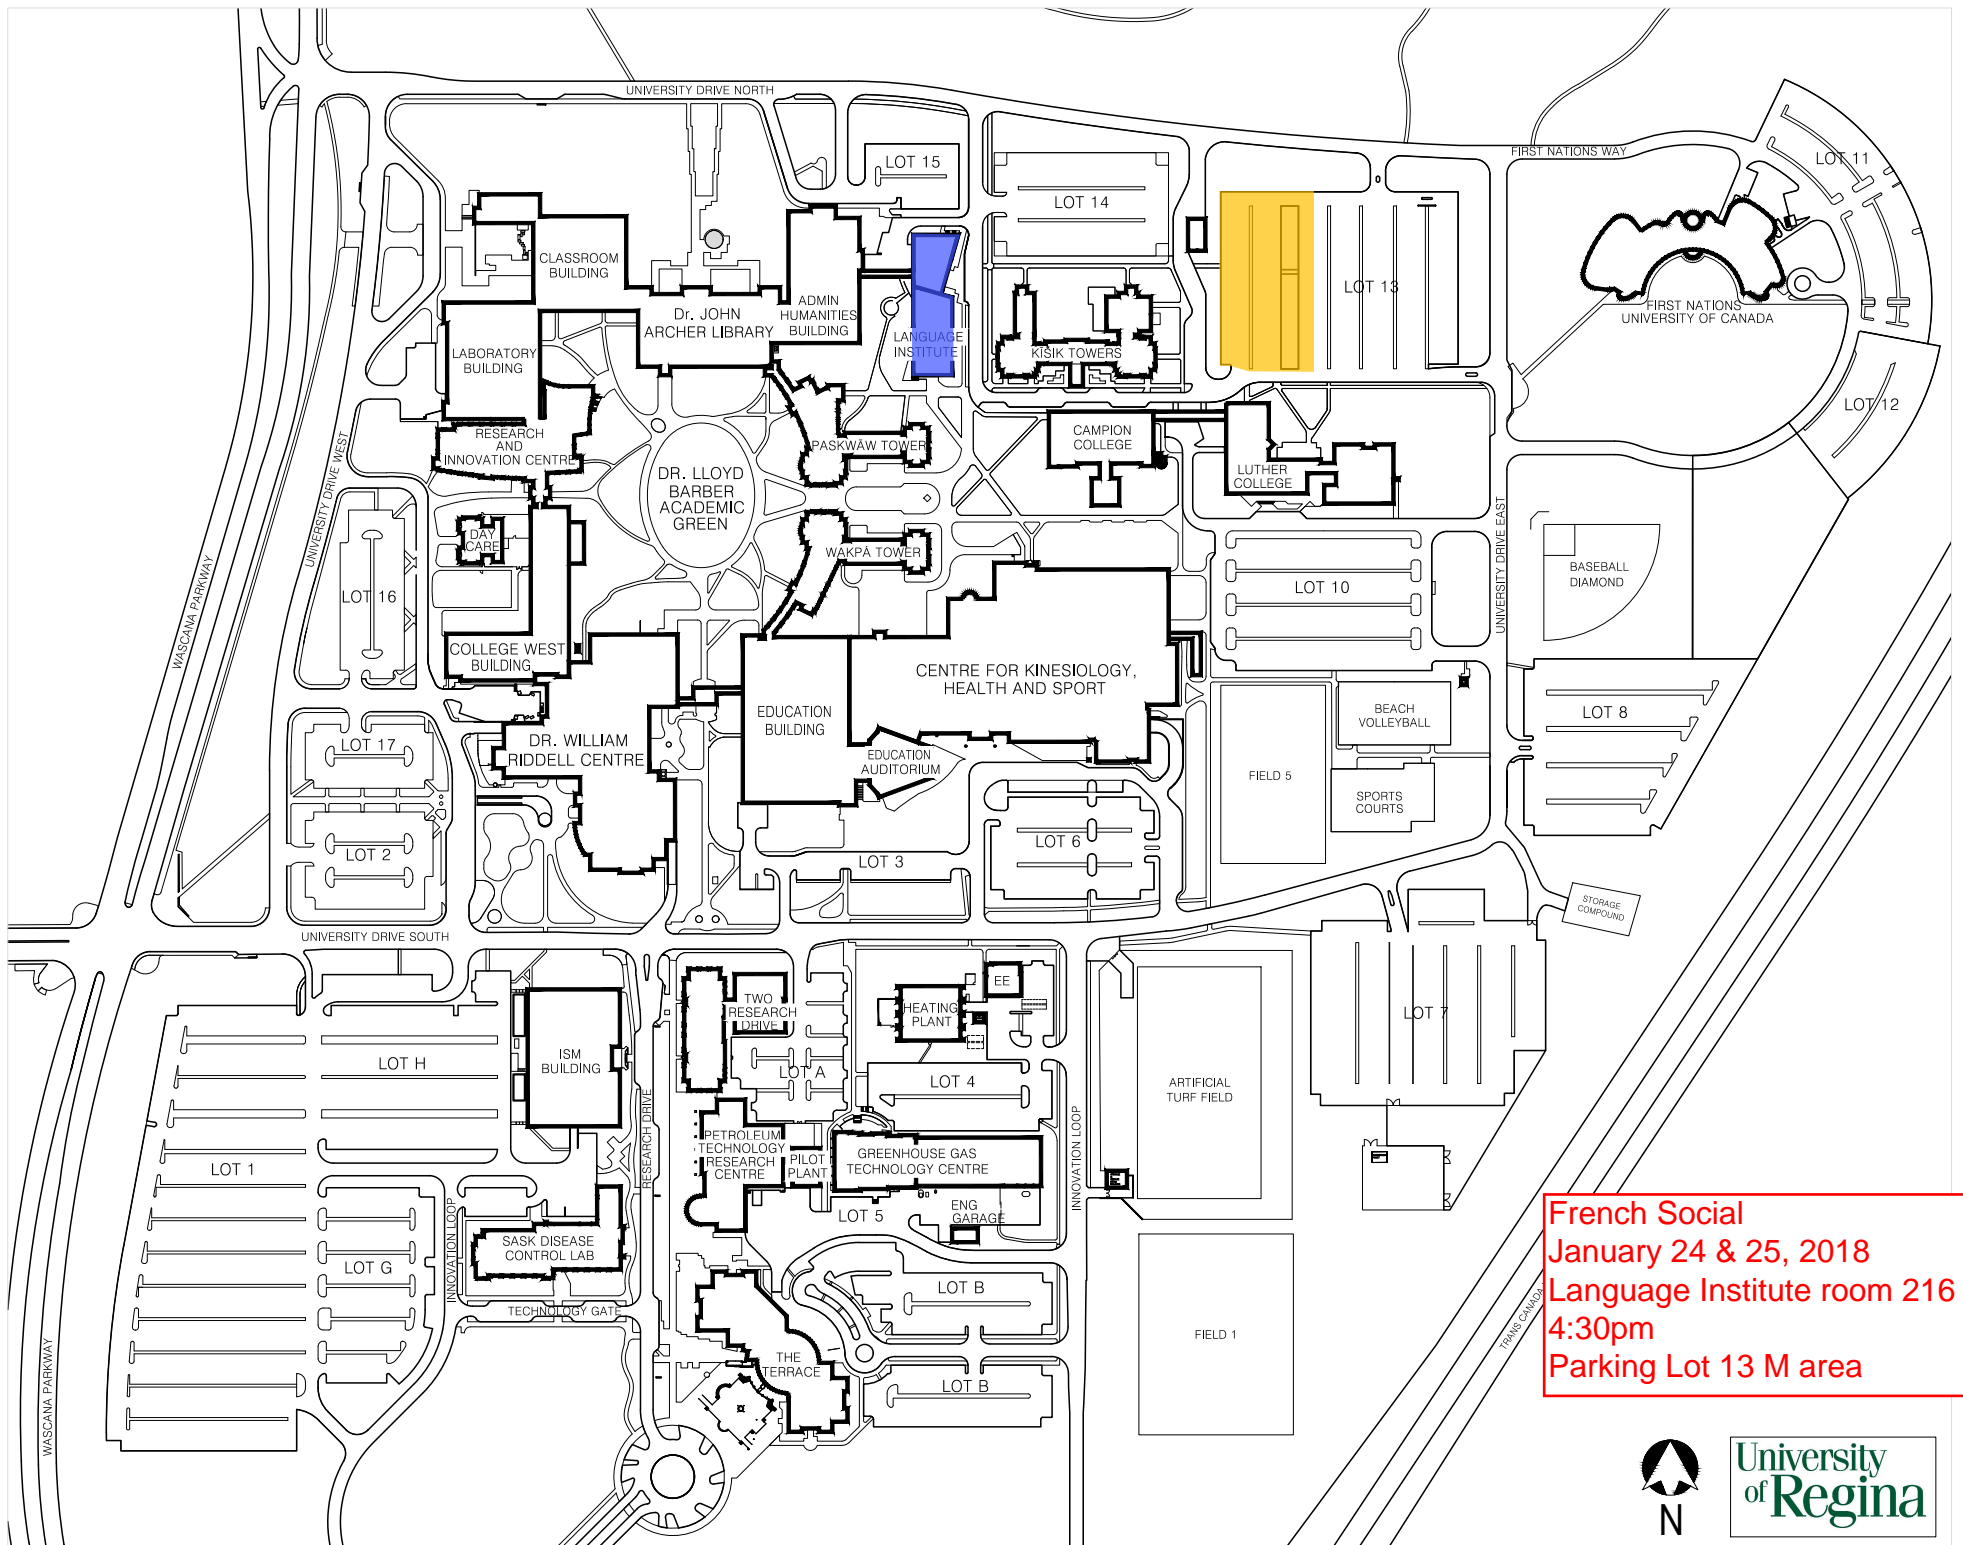 UNIVERSITY DRIVE NORTH
FIRST NATIONS WAY
LOT 11
LOT 15
LOT 14
CLASSROOM
BUILDING
LOT 13
ADMIN
HUMANITIES
BUILDING
Dr. JOHN
ARCHER LIBRARY
FIRST NATIONS
UNIVERSITY OF CANADA
LANGUAGE
INSTITUTE
KĪSIK TOWERS
LABORATORY
BUILDING
LOT 12
RESEARCH
AND
INNOVATION CENTRE
PASKWĀW TOWER
CAMPION
COLLEGE
LUTHER
COLLEGE
DR. LLOYD
BARBER
ACADEMIC
GREEN
UNIVERSITY DRIVE WEST
UNIVERSITY DRIVE EAST
DAY
CARE
WAKPĀ TOWER
BASEBALL
DIAMOND
WASCANA PARKWAY
LOT 16
LOT 10
COLLEGE WEST
BUILDING
CENTRE FOR KINESIOLOGY,
HEALTH AND SPORT
EDUCATION
BUILDING
BEACH
VOLLEYBALL
LOT 8
LOT 17
DR. WILLIAM
RIDDELL CENTRE
EDUCATION
AUDITORIUM
FIELD 5
SPORTS
COURTS
LOT 2
LOT 3
LOT 6
STORAGE
COMPOUND
UNIVERSITY DRIVE SOUTH
TWO
RESEARCH
DRIVE
EE
HEATING
PLANT
LOT 7
LOT H
ISM
BUILDING
LOT A
LOT 4
ARTIFICIAL
TURF FIELD
RESEARCH DRIVE
INNOVATION LOOP
PETROLEUM
TECHNOLOGY
RESEARCH
CENTRE
PILOT
PLANT
GREENHOUSE GAS
TECHNOLOGY CENTRE
LOT 1
LOT 5
ENG
GARAGE
INNOVATION LOOP
SASK DISEASE
CONTROL LAB
LOT G
TECHNOLOGY GATE
LOT B
FIELD 1
TRANS CANADA
THE
TERRACE
LOT B
WASCANA PARKWAY
French Social
January 24 & 25, 2018
Language Institute room 216
4:30pm
Parking Lot 13 M area
N
University
of Regina